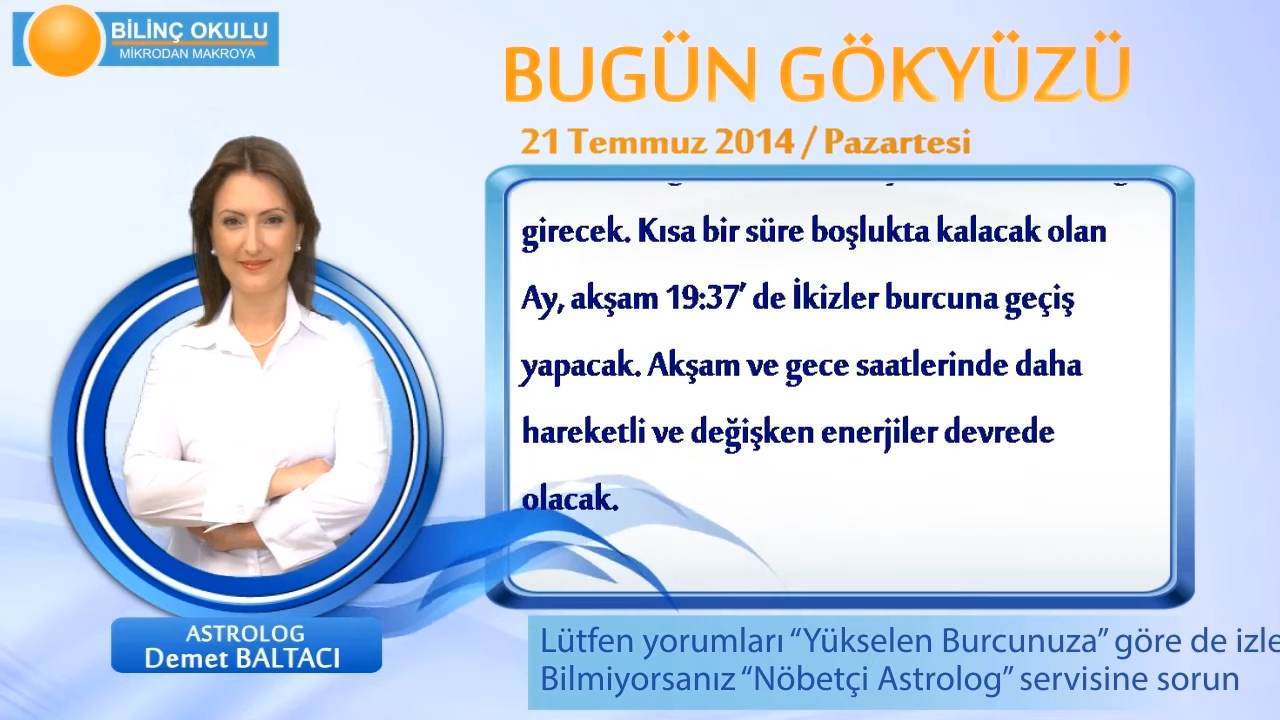 BİLİNÇ OKULU
MİKRODAN MAKROYA
BUGÜN GÖKYÜZÜ
21 Temmuz 2014 / Pazartesi
girecek. Kısa bir süre boşlukta kalacak olan
Ay, akşam 19:37’ de İkizler burcuna geçiş
yapacak. Akşam ve gece saatlerinde daha
hareketli ve değişken enerjiler devrede
olacak.
ASTROLOG
Demet BALTACI
Lütfen yorumları “Yükselen Burcunuza” göre de izle
Bilmiyorsanız “Nöbetçi Astrolog” servisine sorun